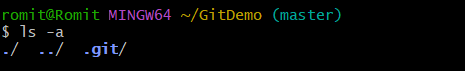 romit@Romit MINGW64 ~/GitDemo (master)
$ ls -a
./  ../  .git/